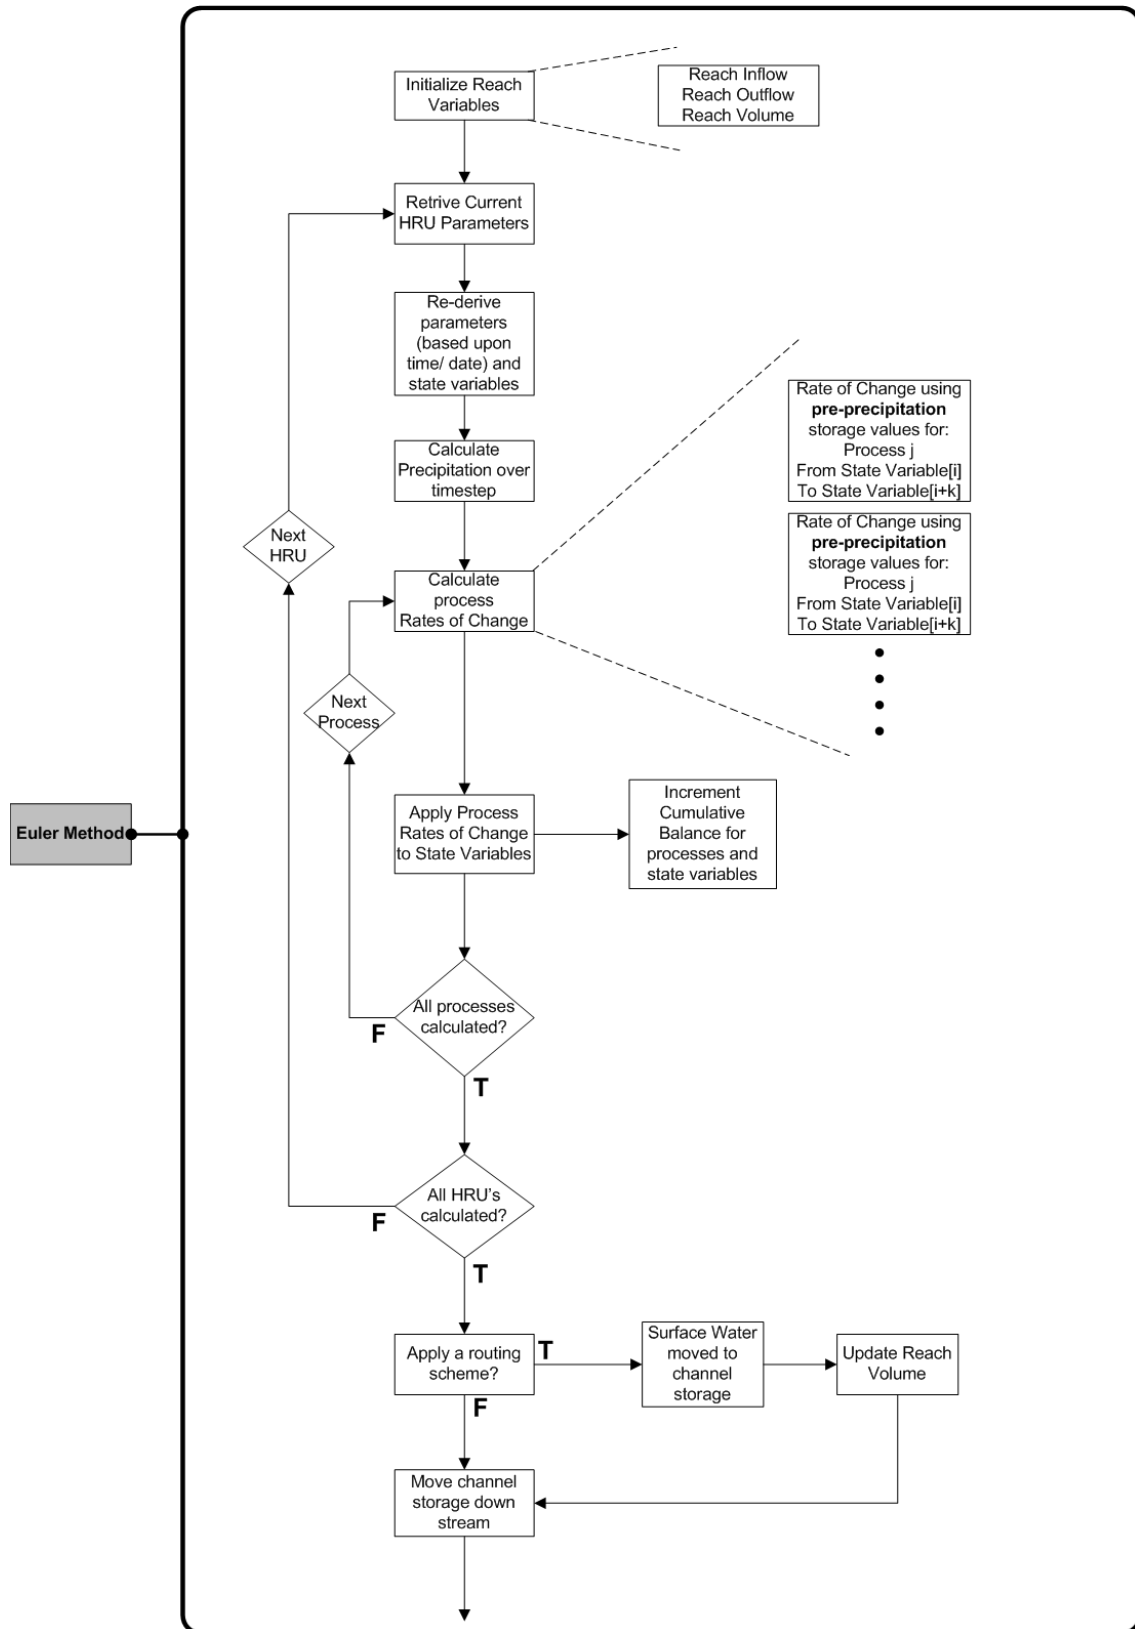 Initialize Reach
Variables
Reach Inflow
Reach Outflow
Reach Volume
Retrive Current
HRU Parameters
Re-derive
parameters
(based upon
time/ date) and
state variables
Calculate
Precipitation over
timestep
Rate of Change using
pre-precipitation
storage values for:
Process j
From State Variable[i]
To State Variable[i+k]
Rate of Change using
pre-precipitation
storage values for:
Process j
From State Variable[i]
To State Variable[i+k]
Next
HRU
Calculate
process
Rates of Change
Next
Process
Euler Method
Apply Process
Rates of Change
to State Variables
Increment
Cumulative
Balance for
processes and
state variables
All processes
calculated?
F
T
All HRU's
calculated?
F
T
Apply a routing
scheme?
T
F
Surface Water
moved to
channel
storage
Update Reach
Volume
Move channel
storage down
stream